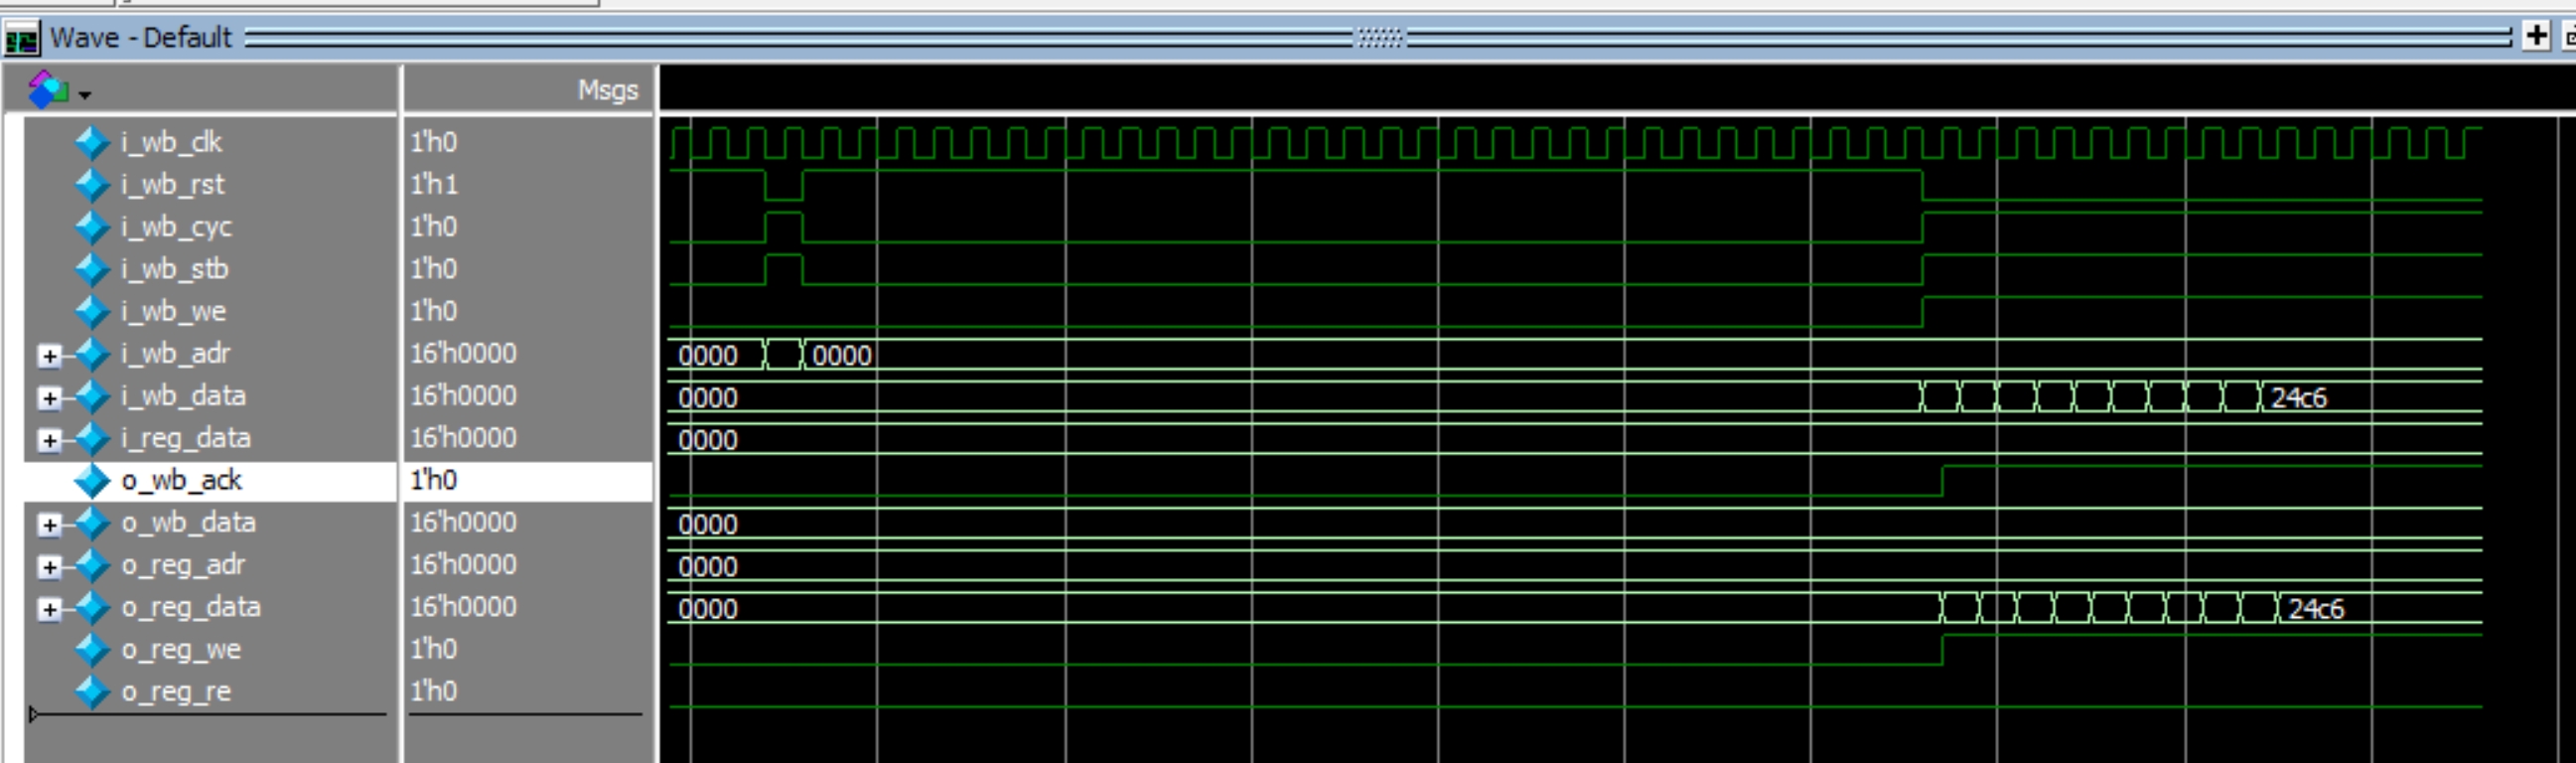 Wave - Default
Msgs
i_wb_clk 1'h0
i_wb_rst 1'h1
i_wb_cyc 1'h0
i_wb_stb 1'h0
i_wb_we 1'h0
i_wb_adr 16'h0000 0000 0000
i_wb_data 16'h0000 0000 24c6
i_reg_data 16'h0000 0000
o_wb_ack 1'h0
o_wb_data 16'h0000 0000
o_reg_adr 16'h0000 0000
o_reg_data 16'h0000 0000 24c6
o_reg_we 1'h0
o_reg_re 1'h0